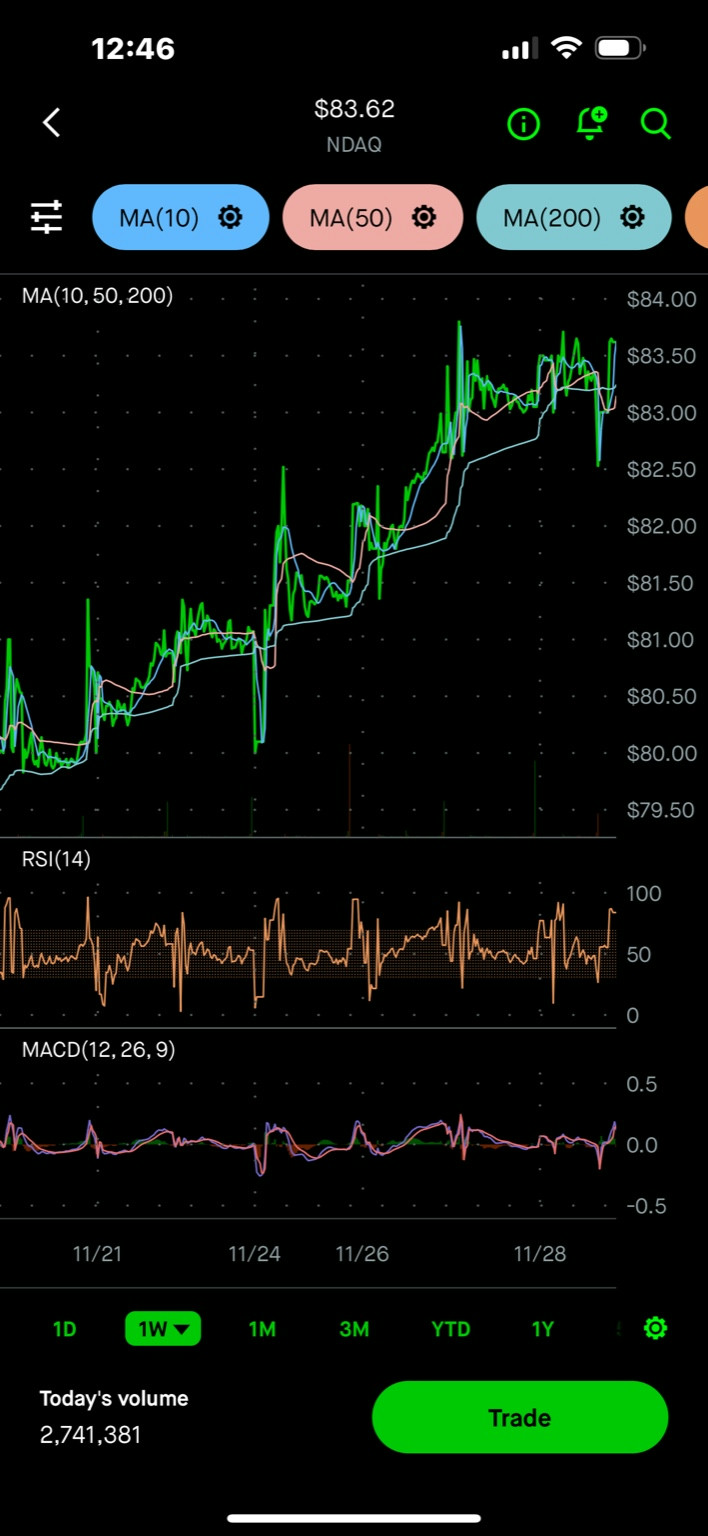 12:46
$83.62
NDAQ
MA(10)
MA(50)
MA(200)
MA(10,50,200)
$84.00
$83.50
$83.00
$82.50
$82.00
$81.50
$81.00
$80.50
$80.00
$79.50
RSI(14)
100
50
0
MACD(12,26,9)
0.5
0.0
-0.5
11/21 11/24 11/26 11/28
1D 1W 1M 3M YTD 1Y
Today's volume
2,741,381
Trade